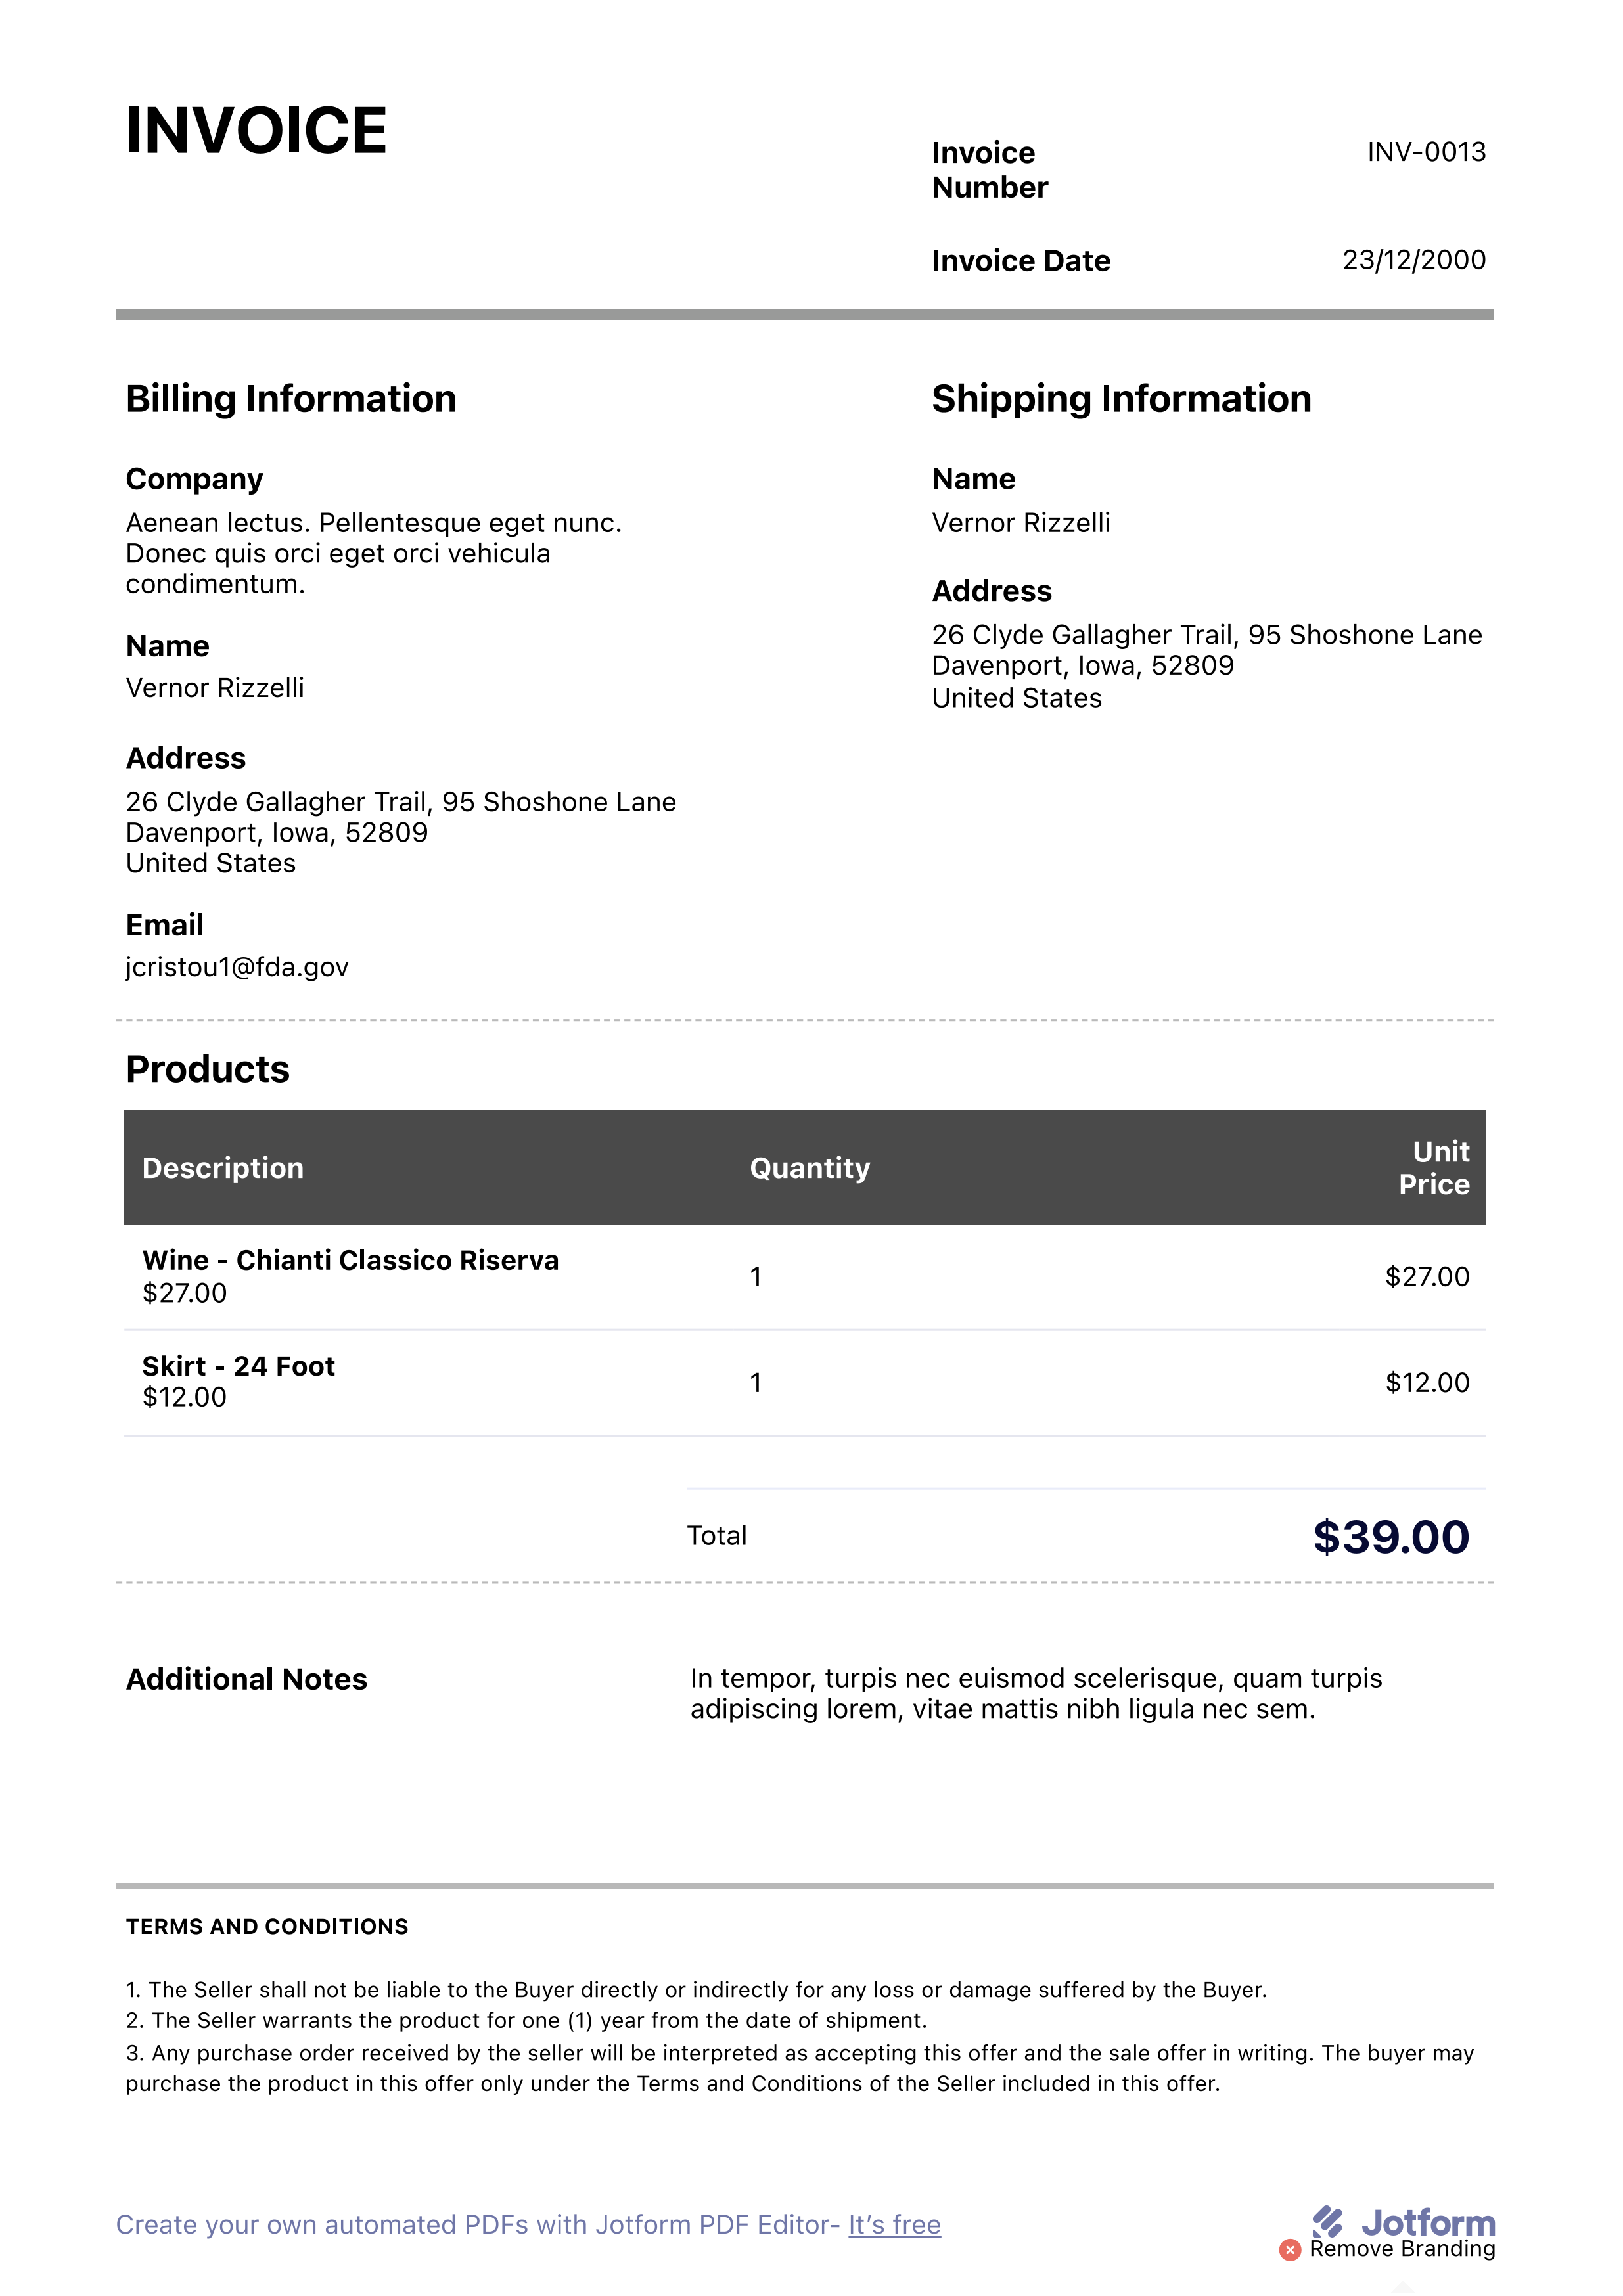 INVOICE
Invoice
Number
INV-0013
Invoice Date
23/12/2000
Billing Information
Company
Aenean lectus. Pellentesque eget nunc.
Donec quis orci eget orci vehicula
condimentum.
Name
Vernor Rizzelli
Address
26 Clyde Gallagher Trail, 95 Shoshone Lane
Davenport, Iowa, 52809
United States
Email
jcristou1@fda.gov
Shipping Information
Name
Vernor Rizzelli
Address
26 Clyde Gallagher Trail, 95 Shoshone Lane
Davenport, Iowa, 52809
United States
Products
Description Quantity Unit
Price
Wine - Chianti Classico Riserva
$27.00
1 $27.00
Skirt - 24 Foot
$12.00
1 $12.00
Total $39.00
Additional Notes
In tempor, turpis nec euismod scelerisque, quam turpis
adipiscing lorem, vitae mattis nibh ligula nec sem.
TERMS AND CONDITIONS
1. The Seller shall not be liable to the Buyer directly or indirectly for any loss or damage suffered by the Buyer.
2. The Seller warrants the product for one (1) year from the date of shipment.
3. Any purchase order received by the seller will be interpreted as accepting this offer and the sale offer in writing. The buyer may
purchase the product in this offer only under the Terms and Conditions of the Seller included in this offer.
Create your own automated PDFs with Jotform PDF Editor- It's free
Jotform
Remove Branding